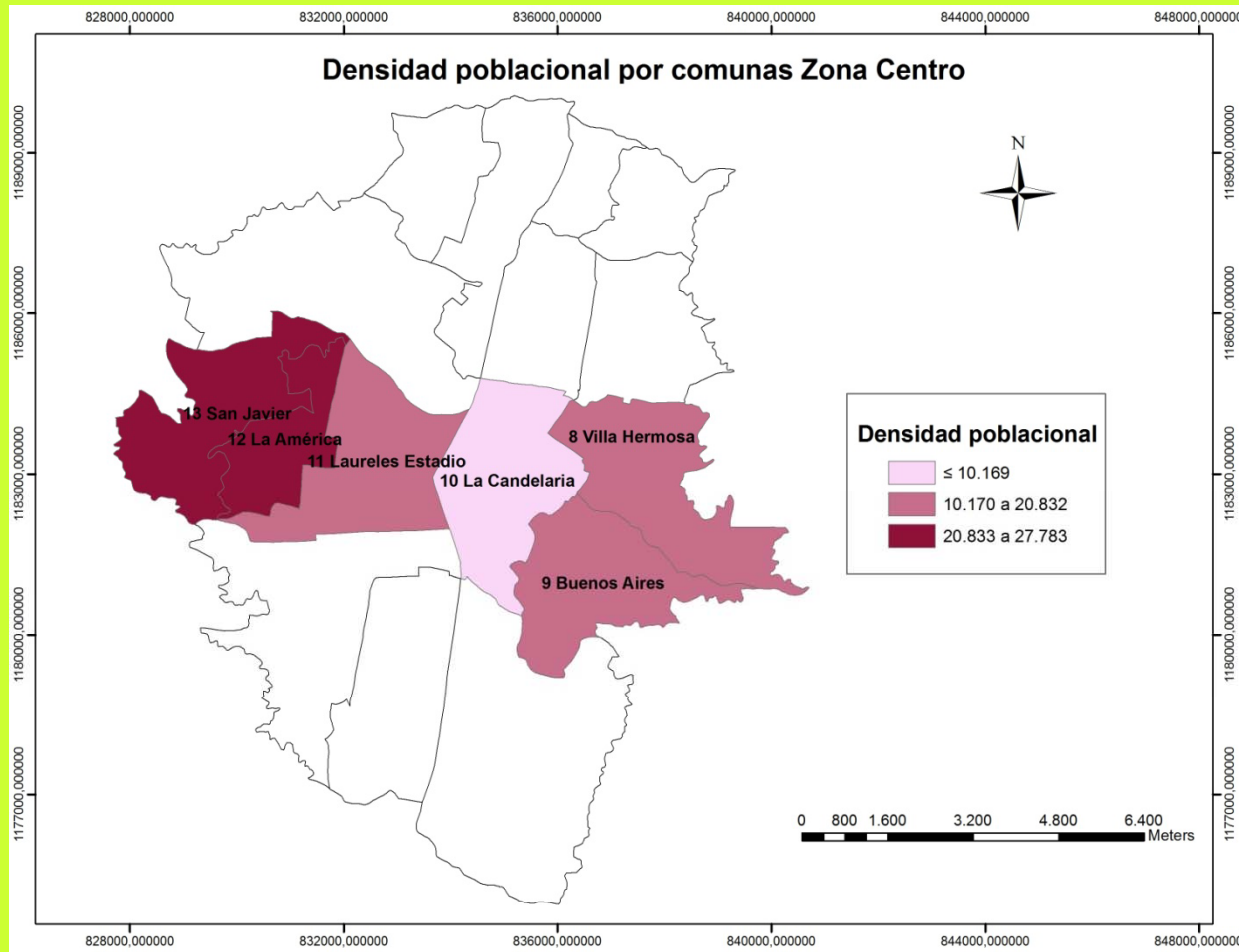 828000,000000 832000,000000 836000,000000 840000,000000 844000,000000 848000,000000
Densidad poblacional por comunas Zona Centro
N
1189000,000000 1189000,000000
1186000,000000 1186000,000000
13 San Javier
8 Villa Hermosa
12 La América
11 Laureles Estadio
10 La Candelaria
Densidad poblacional
≤ 10.169
10.170 a 20.832
20.833 a 27.783
1183000,000000 1183000,000000
9 Buenos Aires
1180000,000000 1180000,000000
1177000,000000 1177000,000000
0 800 1.600 3.200 4.800 6.400
Meters
828000,000000 832000,000000 836000,000000 840000,000000 844000,000000 848000,000000